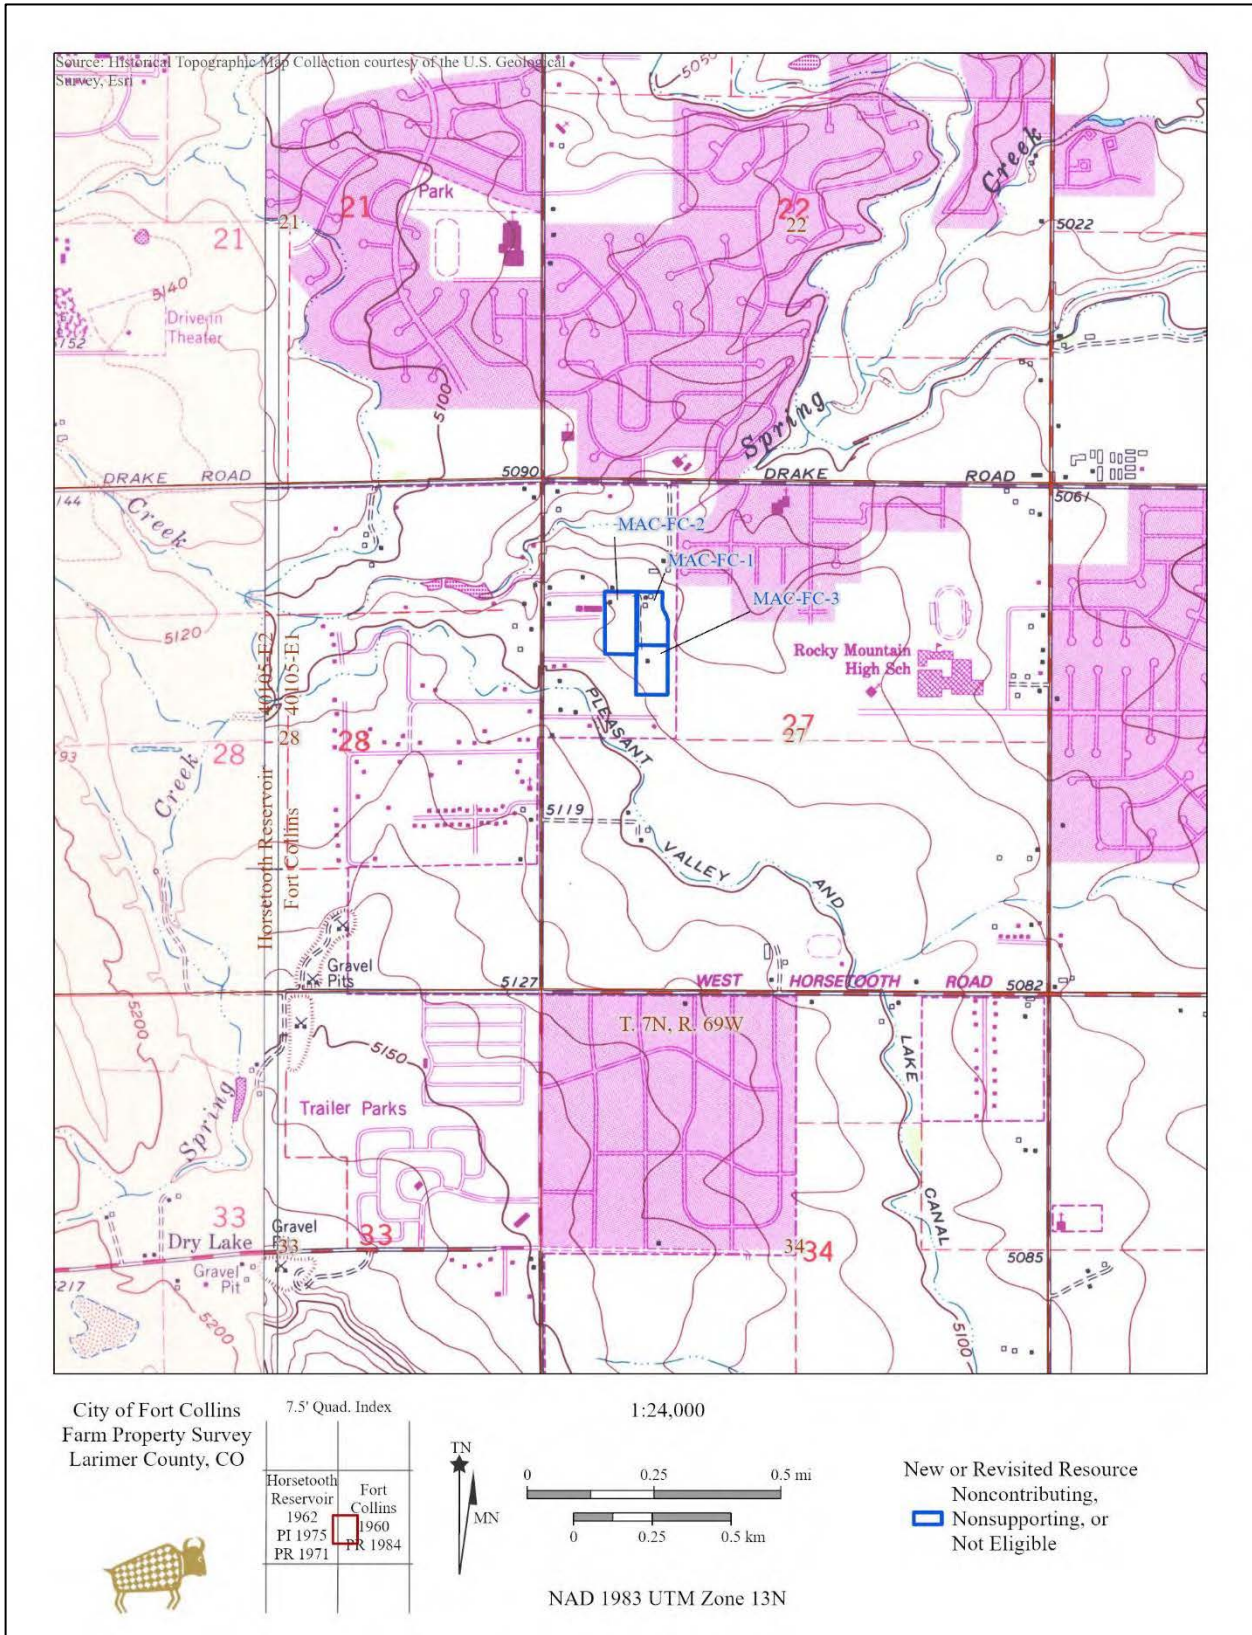 Source: Historical Topographic Map Collection courtesy of the U.S. Geological
Survey, Esri
5050
Creek
Park
21
21
21
22
22
5022
5140
Drive-in
Theater
5152
5100
Spring
DRAKE ROAD
5090
DRAKE ROAD
5061
144
Creek
MAC-FC-2
MAC-FC-1
MAC-FC-3
5120
40105-E2
40105-E1
Rocky Mountain
High Sch
PLEASANT
27
27
28
28
28
93
Creek
Horsetooth Reservoir
Fort Collins
5119
VALLEY
AND
Gravel
Pits
5127
WEST HORSETOOTH ROAD
5082
5200
T. 7N, R. 69W
LAKE
5150
Spring
Trailer Parks
CANAL
33
Dry Lake
Gravel
33
33
34
34
5085
Gravel
Pit
5217
5200
5100
City of Fort Collins
Farm Property Survey
Larimer County, CO
7.5' Quad. Index
Horsetooth
Reservoir
1962
PI 1975
PR 1971
Fort
Collins
1960
PR 1984
TN
MN
1:24,000
0 0.25 0.5 mi
0 0.25 0.5 km
NAD 1983 UTM Zone 13N
New or Revisited Resource
Noncontributing,
Nonsupporting, or
Not Eligible